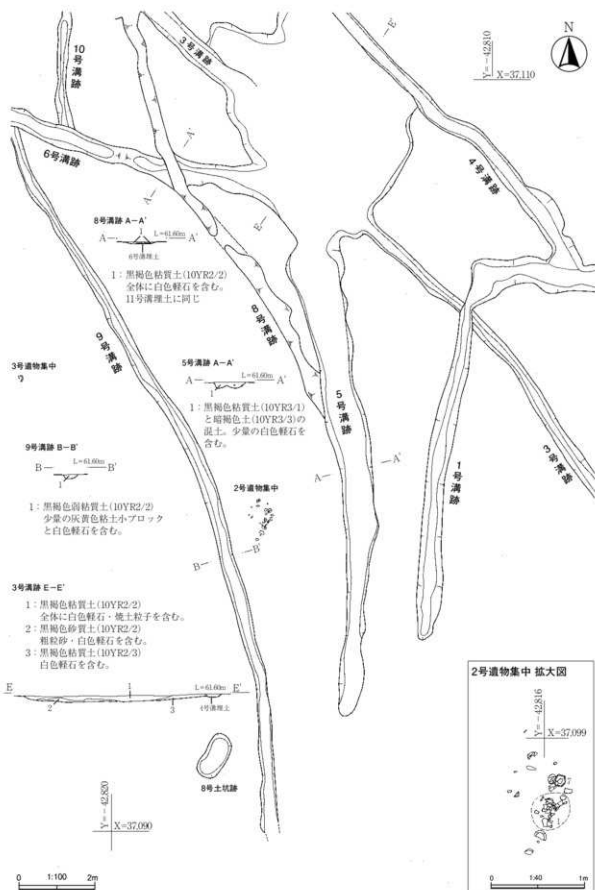 N
Y=-42,810
X=37,110
10号溝跡
3号溝跡
E
A'
6号溝跡
4号溝跡
A
E'
8号溝跡 A-A'
1
A— L=61.60m —A'
6号溝埋土
1：黒褐色粘質土(10YR2/2)
全体に白色軽石を含む。
11号溝埋土に同じ
8号溝跡
9号溝跡
3号遺物集中
5号溝跡 A-A'
A— L=61.60m —A'
1
1：黒褐色粘質土(10YR3/1)
と暗褐色土(10YR3/3)の
混土。少量の白色軽石を
含む。
5号溝跡
1号溝跡
3号溝跡
A
A'
9号溝跡 B-B'
B— L=61.60m —B'
1
1：黒褐色弱粘質土(10YR2/2)
少量の灰黄色粘土小ブロック
と白色軽石を含む。
2号遺物集中
B
B'
3号溝跡 E-E'
1：黒褐色粘質土(10YR2/2)
全体に白色軽石・焼土粒子を含む。
2：黒褐色砂質土(10YR2/2)
粗粒砂・白色軽石を含む。
3：黒褐色粘質土(10YR2/3)
白色軽石を含む。
E 1 L=61.60m E'
2 3 4号溝埋土
8号土坑跡
Y=-42,820
X=37,090
0 1:100 2m
2号遺物集中 拡大図
Y=-42,816
X=37,099
2
1
0 1:40 1m